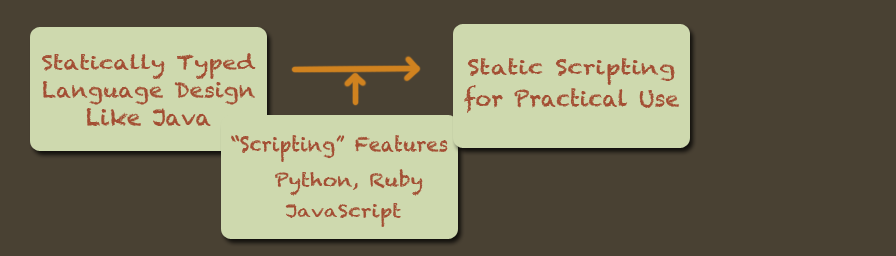 Statically Typed
Language Design
Like Java
“Scripting” Features
Python, Ruby
JavaScript
Static Scripting
for Practical Use